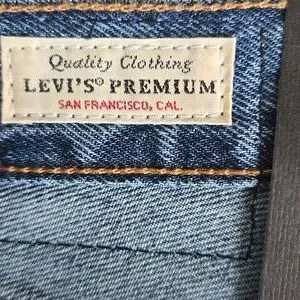 Quality Clothing
LEVI'S® PREMIUM
SAN FRANCISCO, CAL.